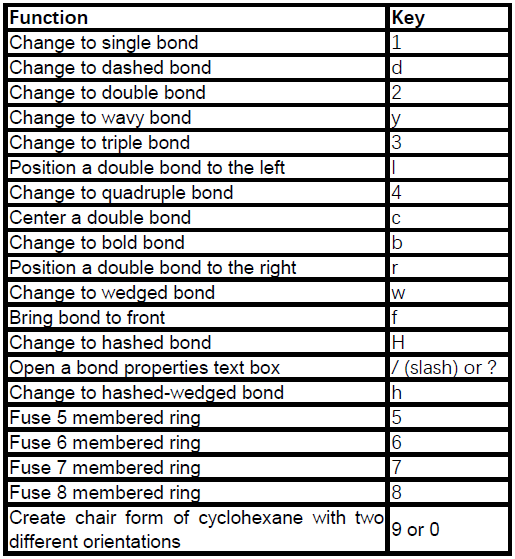 Function Key
Change to single bond 1
Change to dashed bond d
Change to double bond 2
Change to wavy bond y
Change to triple bond 3
Position a double bond to the left l
Change to quadruple bond 4
Center a double bond c
Change to bold bond b
Position a double bond to the right r
Change to wedged bond w
Bring bond to front f
Change to hashed bond H
Open a bond properties text box / (slash) or ?
Change to hashed-wedged bond h
Fuse 5 membered ring 5
Fuse 6 membered ring 6
Fuse 7 membered ring 7
Fuse 8 membered ring 8
Create chair form of cyclohexane with two
different orientations 9 or 0